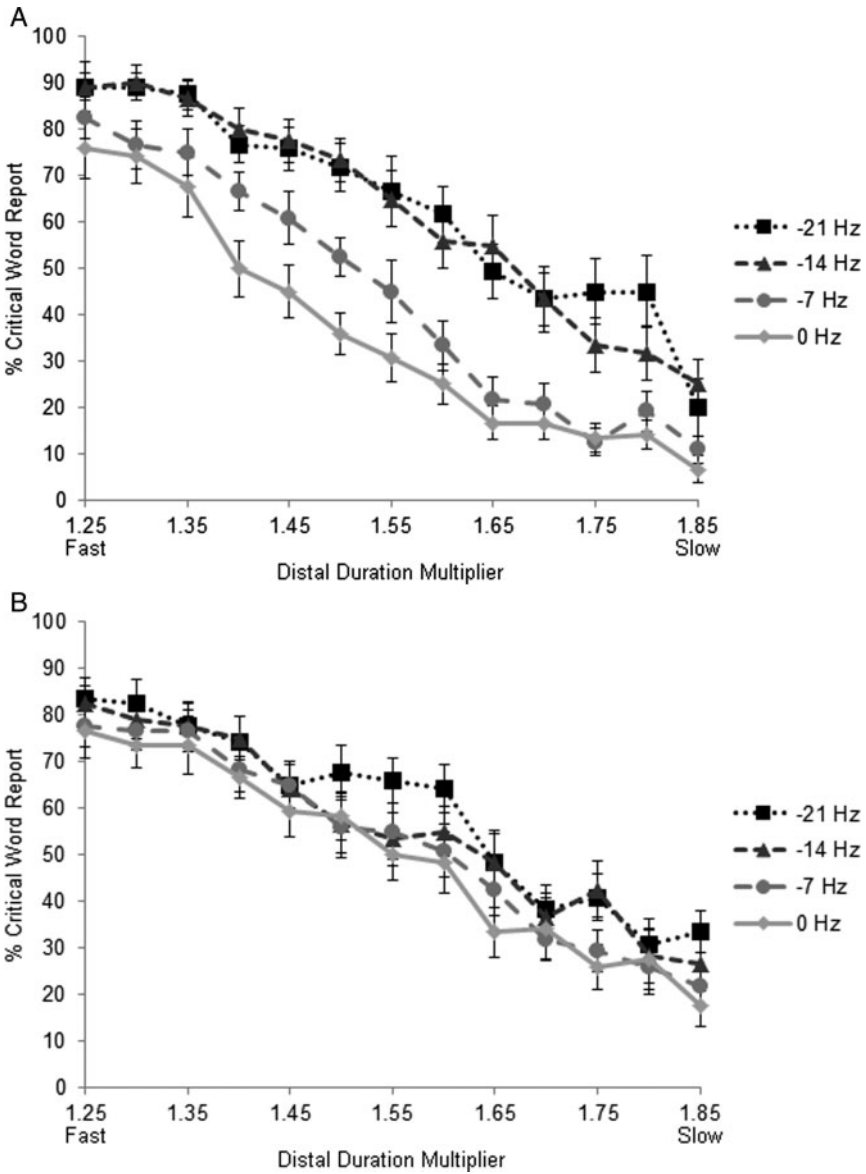 A
100
90
80
70
60
50
40
30
20
10
0
% Critical Word Report
1.25 1.35 1.45 1.55 1.65 1.75 1.85
Fast Slow
Distal Duration Multiplier
-21 Hz
-14 Hz
-7 Hz
0 Hz
B
100
90
80
70
60
50
40
30
20
10
0
% Critical Word Report
1.25 1.35 1.45 1.55 1.65 1.75 1.85
Fast Slow
Distal Duration Multiplier
-21 Hz
-14 Hz
-7 Hz
0 Hz